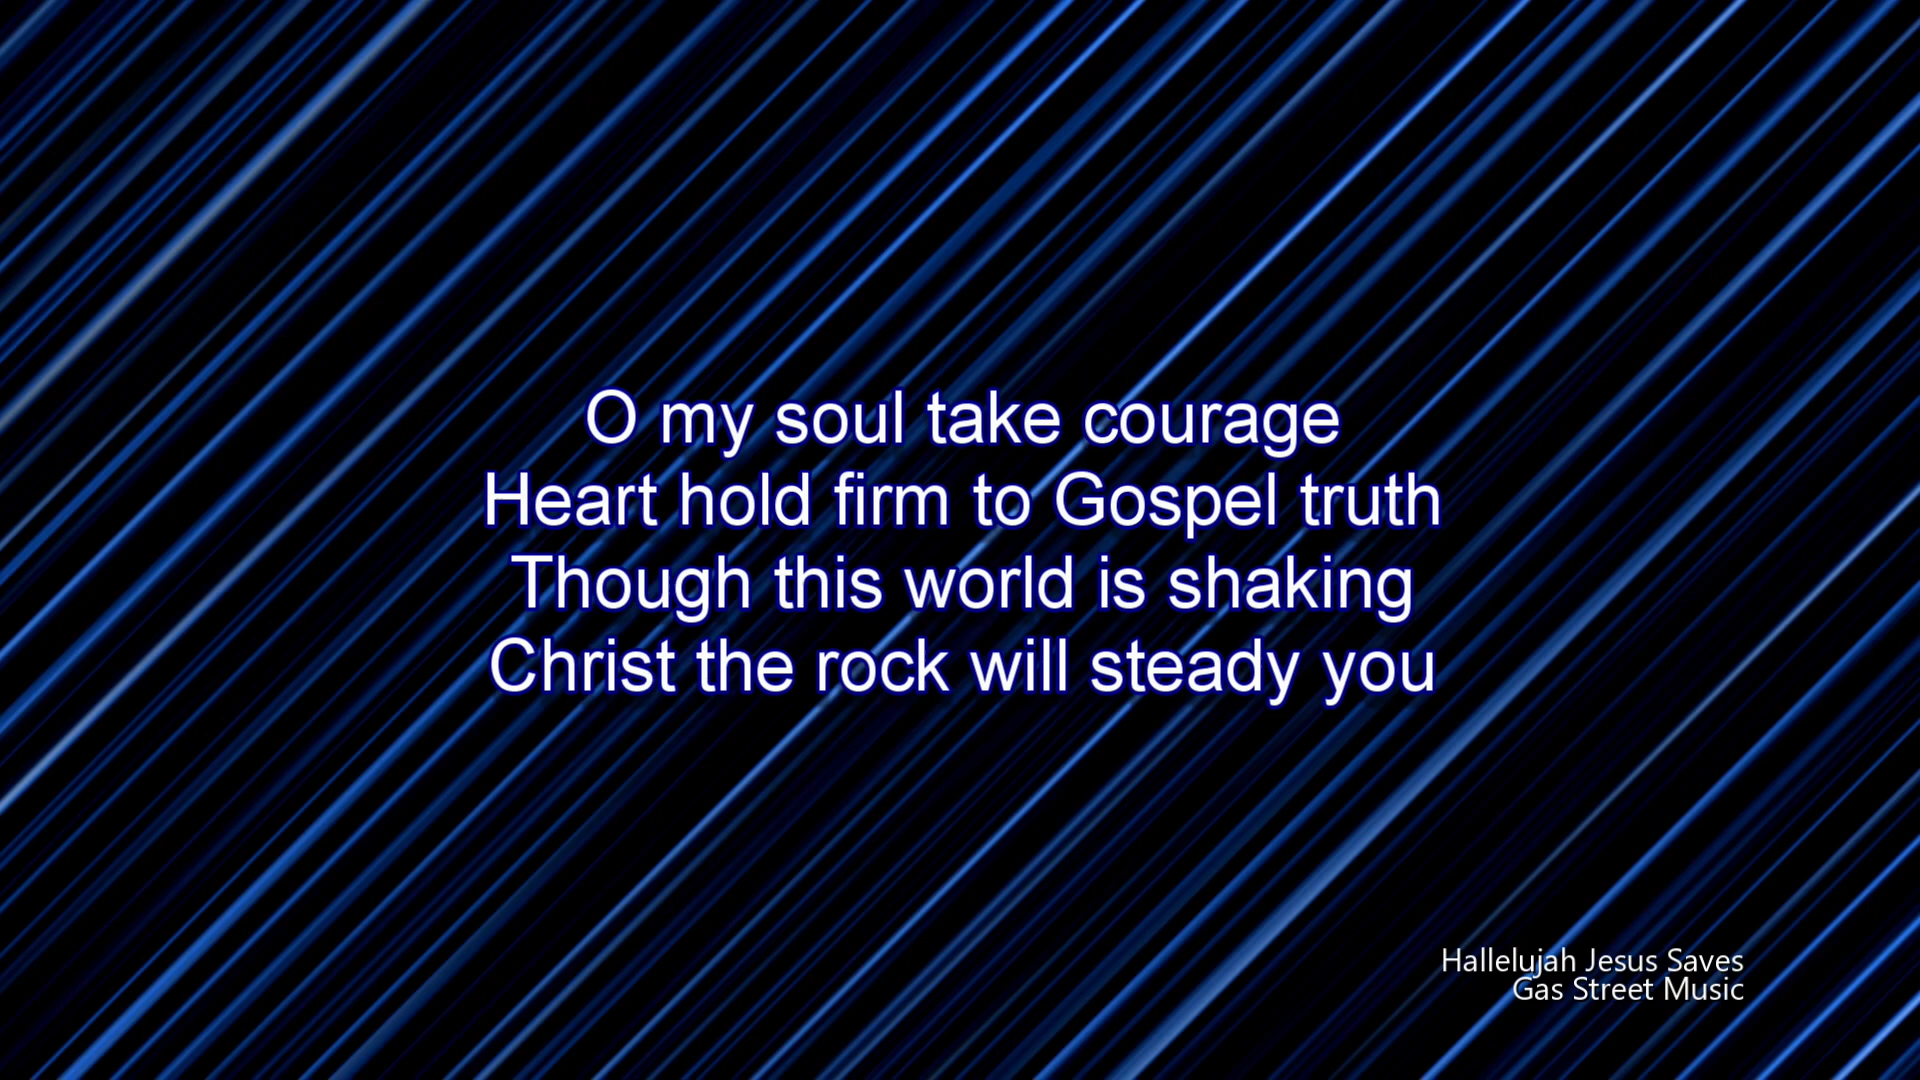 O my soul take courage
Heart hold firm to Gospel truth
Though this world is shaking
Christ the rock will steady you
Hallelujah Jesus Saves
Gas Street Music